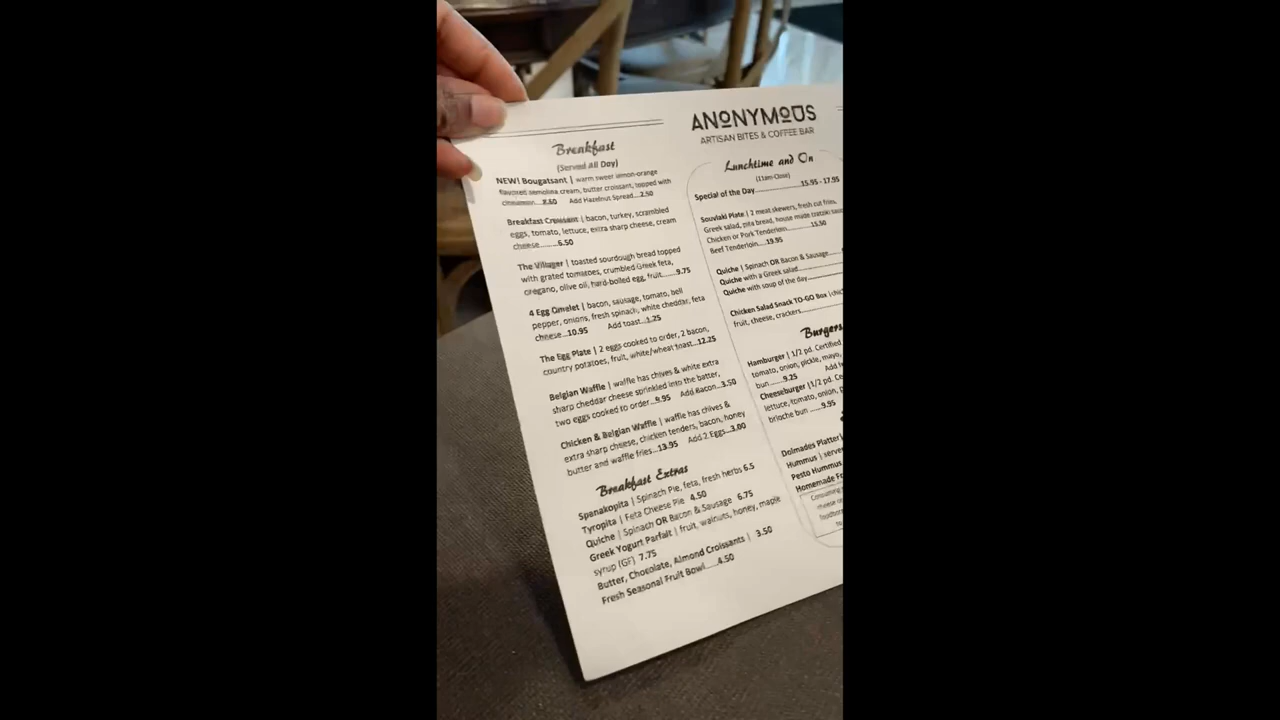 ANONYMOUS
ARTISAN BITES & COFFEE BAR
Breakfast
(Served All Day)
NEW! Bougatsant | warm sweet lemon-orange
flavored semolina cream, butter croissant, topped with
cinnamon......8.50 Add Hazelnut Spread....2.50
Breakfast Croissant | bacon, turkey, scrambled
eggs, tomato, lettuce, extra sharp cheese, cream
cheese........6.50
The Villager | toasted sourdough bread topped
with grated tomatoes, crumbled Greek feta,
oregano, olive oil, hard-boiled egg, fruit.......9.75
4 Egg Omelet | bacon, sausage, tomato, bell
pepper, onions, fresh spinach, white cheddar, feta
cheese...10.95 Add toast...1.25
The Egg Plate | 2 eggs cooked to order, 2 bacon,
country potatoes, fruit, white/wheat toast...12.25
Belgian Waffle | waffle has chives & white extra
sharp cheddar cheese sprinkled into the batter,
two eggs cooked to order...9.95 Add Bacon...3.50
Chicken & Belgian Waffle | waffle has chives &
extra sharp cheese, chicken tenders, bacon, honey
butter and waffle fries...13.95 Add 2 Eggs...3.00
Breakfast Extras
Spanakopita | Spinach Pie, feta, fresh herbs 6.5
Tyropita | Feta Cheese Pie 4.50
Quiche | Spinach OR Bacon & Sausage 6.75
Greek Yogurt Parfait | fruit, walnuts, honey, maple
syrup (GF) 7.75
Butter, Chocolate, Almond Croissants | 3.50
Fresh Seasonal Fruit Bowl.....4.50
Lunchtime and On
(11am-Close)
Special of the Day......................15.95 - 17.95
Souvlaki Plate | 2 meat skewers, fresh cut fries,
Greek salad, pita bread, house made tzatziki
Chicken or Pork Tenderloin...........15.50
Beef Tenderloin...19.95
Quiche | Spinach OR Bacon & Sausage
Quiche with a Greek salad
Quiche with soup of the day
Chicken Salad Snack TO-GO Box |
fruit, cheese, crackers
Burgers
Hamburger | 1/2 pd. Certified
tomato, onion, pickle, mayo,
bun......9.25 Add
Cheeseburger |1/2 pd.
lettuce, tomato, onion,
brioche bun .....9.95
Dolmades Platter|
Hummus |
Pesto Hummus
Homemade
Consuming
cheese